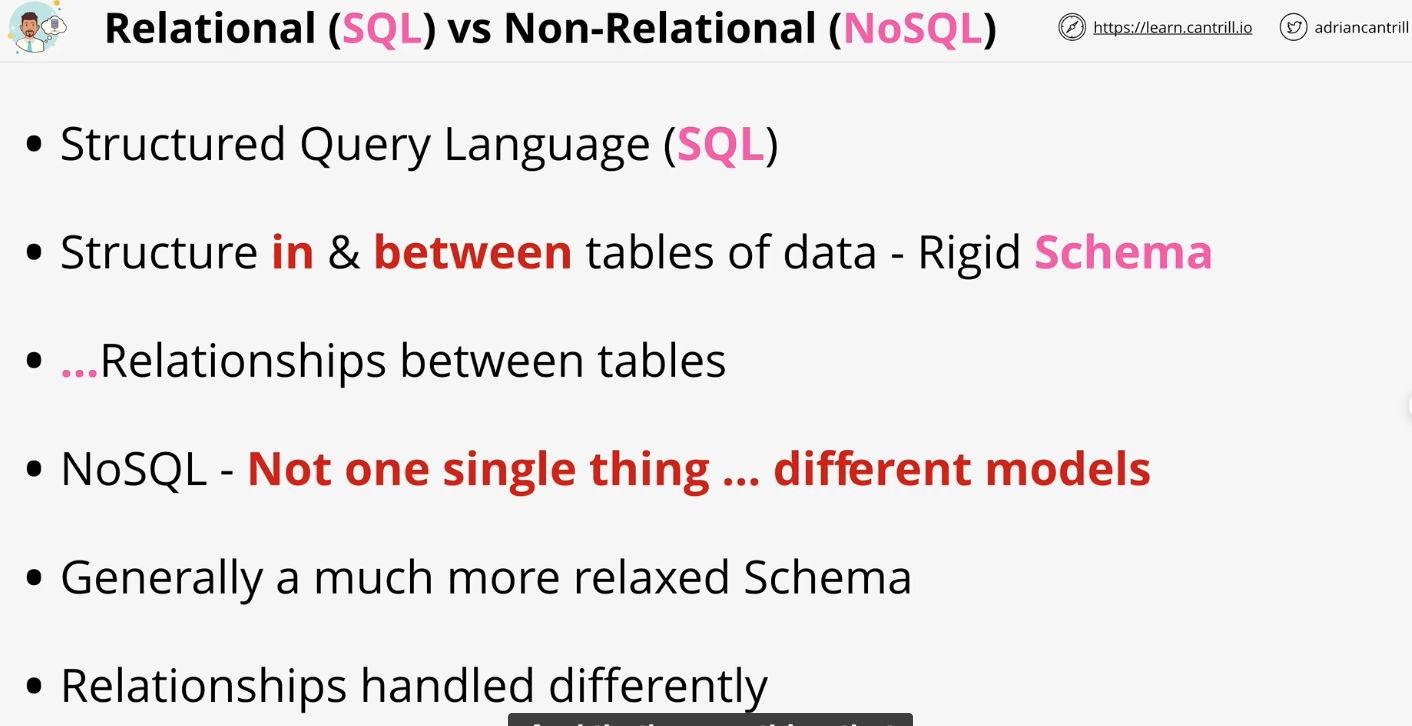 Relational (SQL) vs Non-Relational (NoSQL)
https://learn.cantrill.io
adriancantrill
• Structured Query Language (SQL)
• Structure in & between tables of data - Rigid Schema
• ...Relationships between tables
• NoSQL - Not one single thing ... different models
• Generally a much more relaxed Schema
• Relationships handled differently